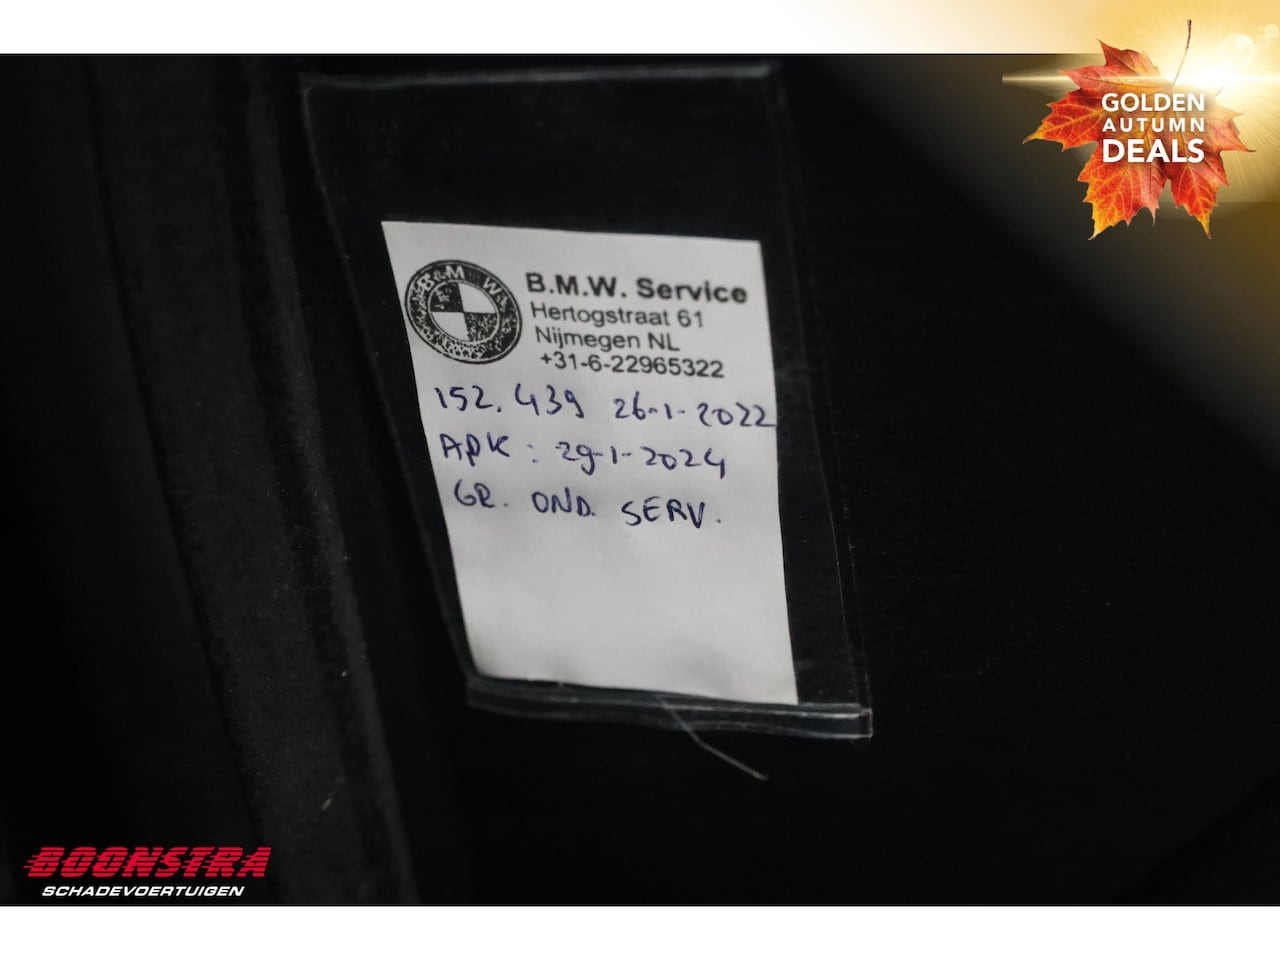 GOLDEN
AUTUMN
DEALS
B&M W&
B.M.W. Service
Hertogstraat 61
Nijmegen NL
+31-6-22965322
152.439 26-1-2022
APK: 29-1-2024
GR. OND. SERV.
BOONSTRA
SCHADEVOERTUIGEN